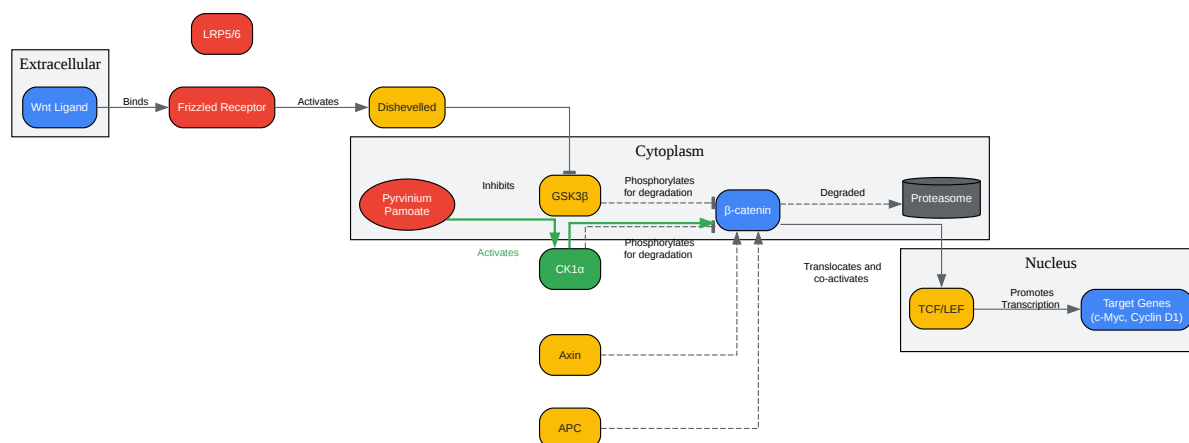 LRP5/6
Extracellular
Wnt Ligand
Binds
Frizzled Receptor
Activates
Dishevelled
Cytoplasm
Pyrvinium
Pamoate
Inhibits
GSK3β
Phosphorylates
for degradation
β-catenin
Degraded
Proteasome
Activates
CK1α
Phosphorylates
for degradation
Translocates and
co-activates
Nucleus
TCF/LEF
Promotes
Transcription
Target Genes
(c-Myc, Cyclin D1)
Axin
APC